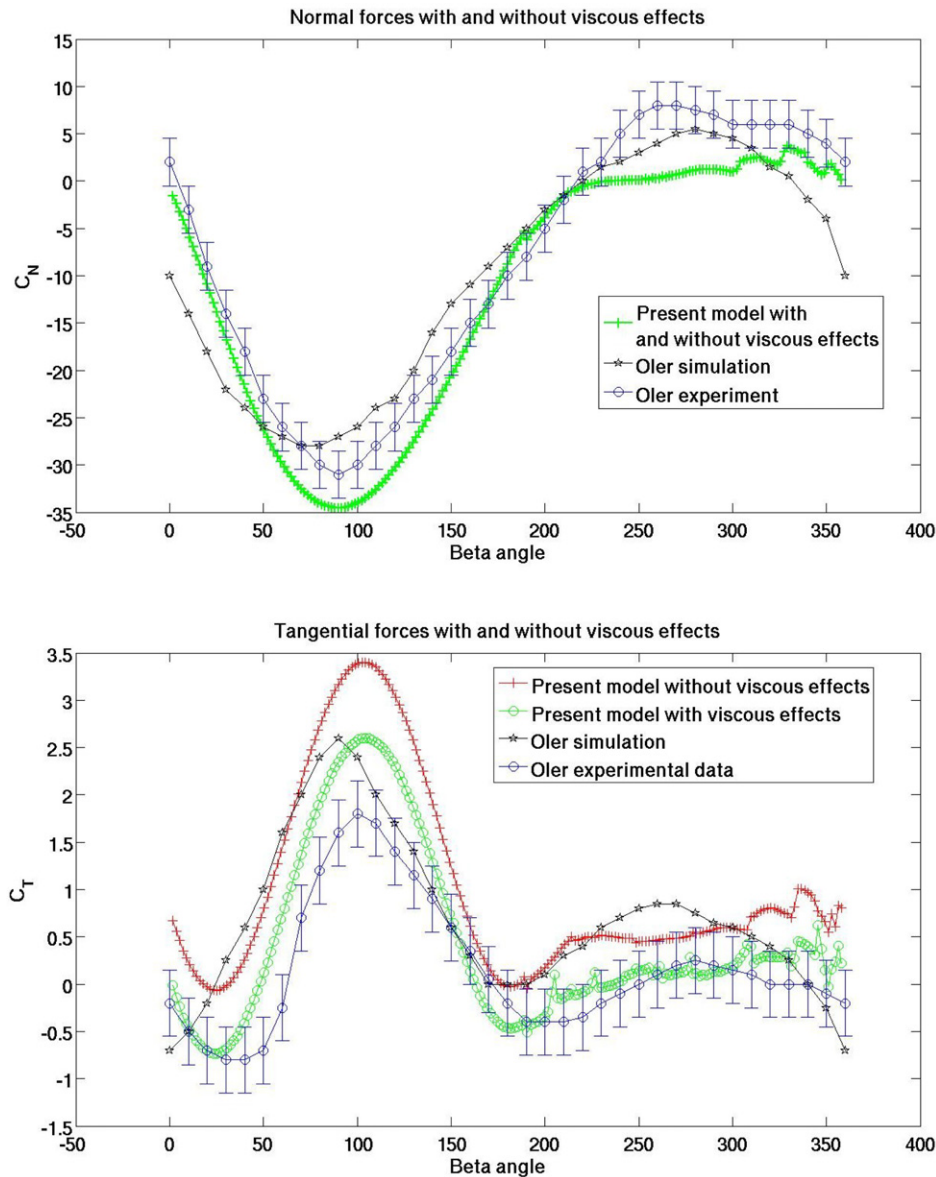 Normal forces with and without viscous effects
15
10
5
0
-5
-10
-15
-20
-25
-30
-35
C_N
-50 0 50 100 150 200 250 300 350 400
Beta angle
Present model with
and without viscous effects
Oler simulation
Oler experiment
Tangential forces with and without viscous effects
3.5
3
2.5
2
1.5
1
0.5
0
-0.5
-1
-1.5
C_T
-50 0 50 100 150 200 250 300 350 400
Beta angle
Present model without viscous effects
Present model with viscous effects
Oler simulation
Oler experimental data